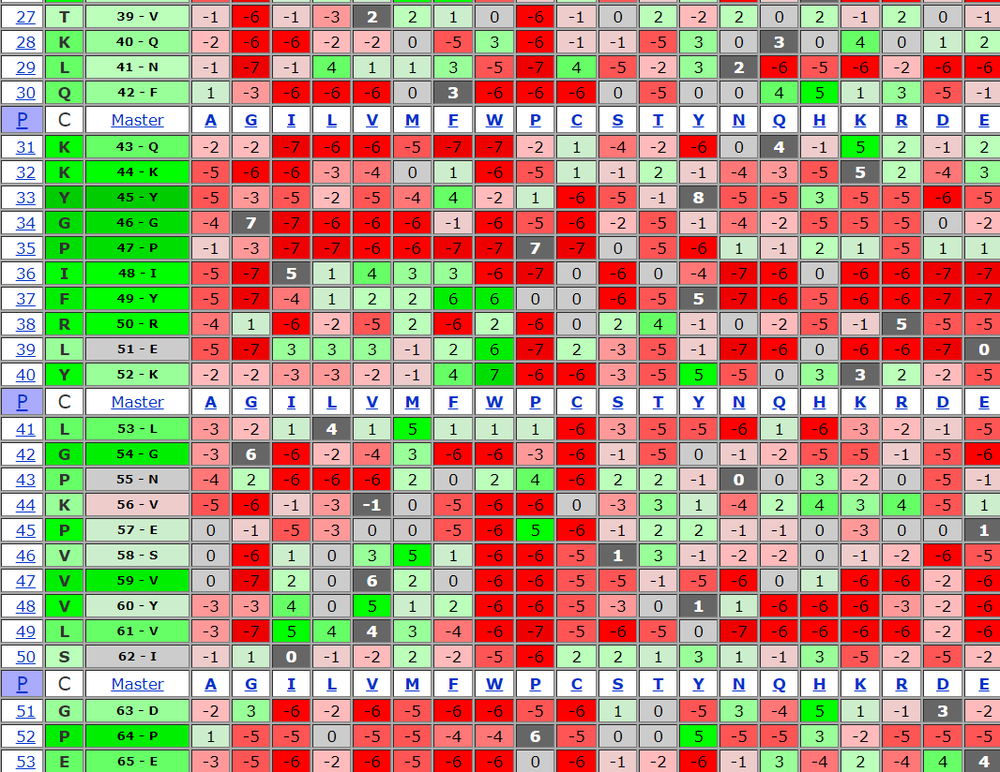 27 T 39 - V -1 -6 -1 -3 2 2 1 0 -6 -1 0 2 -2 2 0 2 -1 2 0 -1
28 K 40 - Q -2 -6 -6 -2 -2 0 -5 3 -6 -1 -1 -5 3 0 3 0 4 0 1 2
29 L 41 - N -1 -7 -1 4 1 1 3 -5 -7 4 -5 -2 3 2 -6 -5 -6 -2 -6 -6
30 Q 42 - F 1 -3 -6 -6 -6 0 3 -6 -6 -6 0 -5 0 0 4 5 1 3 -5 -1
P C Master A G I L V M F W P C S T Y N Q H K R D E
31 K 43 - Q -2 -2 -7 -6 -6 -5 -7 -7 -2 1 -4 -2 -6 0 4 -1 5 2 -1 2
32 K 44 - K -5 -6 -6 -3 -4 0 1 -6 -5 1 -1 2 -1 -4 -3 -5 5 2 -4 3
33 Y 45 - Y -5 -3 -5 -2 -5 -4 4 -2 1 -6 -5 -1 8 -5 -5 3 -5 -5 -6 -5
34 G 46 - G -4 7 -7 -6 -6 -6 -1 -6 -5 -6 -2 -5 -1 -4 -2 -5 -5 -5 0 -2
35 P 47 - P -1 -3 -7 -7 -6 -6 -7 -7 7 -7 0 -5 -6 1 -1 2 1 -5 1 1
36 I 48 - I -5 -7 5 1 4 3 3 -6 -7 0 -6 0 -4 -7 -6 0 -6 -6 -7 -7
37 F 49 - Y -5 -7 -4 1 2 2 6 6 0 0 -6 -5 5 -7 -6 -5 -6 -6 -7 -7
38 R 50 - R -4 1 -6 -2 -5 2 -6 2 -6 0 2 4 -1 0 -2 -5 -1 5 -5 -5
39 L 51 - E -5 -7 3 3 3 -1 2 6 -7 2 -3 -5 -1 -7 -6 0 -6 -6 -7 0
40 Y 52 - K -2 -2 -3 -3 -2 -1 4 7 -6 -6 -3 -5 5 -5 0 3 3 2 -2 -5
P C Master A G I L V M F W P C S T Y N Q H K R D E
41 L 53 - L -3 -2 1 4 1 5 1 1 1 -6 -3 -5 -5 -6 1 -6 -3 -2 -1 -5
42 G 54 - G -3 6 -6 -2 -4 3 -6 -6 -3 -6 -1 -5 0 -1 -2 -5 -5 -1 -5 -6
43 P 55 - N -4 2 -6 -6 -6 2 0 2 4 -6 2 2 -1 0 0 3 -2 0 -5 -1
44 K 56 - V -5 -6 -1 -3 -1 0 -5 -6 -6 0 -3 3 1 -4 2 4 3 4 -5 1
45 P 57 - E 0 -1 -5 -3 0 0 -5 -6 5 -6 -1 2 2 -1 -1 0 -3 0 0 1
46 V 58 - S 0 -6 1 0 3 5 1 -6 -6 -5 1 3 -1 -2 -2 0 -1 -2 -6 -5
47 V 59 - V 0 -7 2 0 6 2 0 -6 -6 -5 -5 -1 -5 -6 0 1 -6 -6 -2 -6
48 V 60 - Y -3 -3 4 0 5 1 2 -6 -6 -5 -3 0 1 1 -6 -6 -6 -3 -2 -6
49 L 61 - V -3 -7 5 4 4 3 -4 -6 -7 -5 -6 -5 0 -7 -6 -6 -6 -6 -2 -6
50 S 62 - I -1 1 0 -1 -2 2 -2 -5 -6 2 2 1 3 1 -1 3 -5 -2 -5 -2
P C Master A G I L V M F W P C S T Y N Q H K R D E
51 G 63 - D -2 3 -6 -2 -6 -5 -6 -6 -5 -6 1 0 -5 3 -4 5 1 -1 3 -2
52 P 64 - P 1 -5 -5 0 -5 -5 -4 -4 6 -5 0 0 5 -5 -5 3 -2 -5 -5 -5
53 E 65 - E -3 -5 -6 -2 -6 -5 -6 -6 0 -6 -1 -2 -6 -1 3 -4 2 -4 4 4